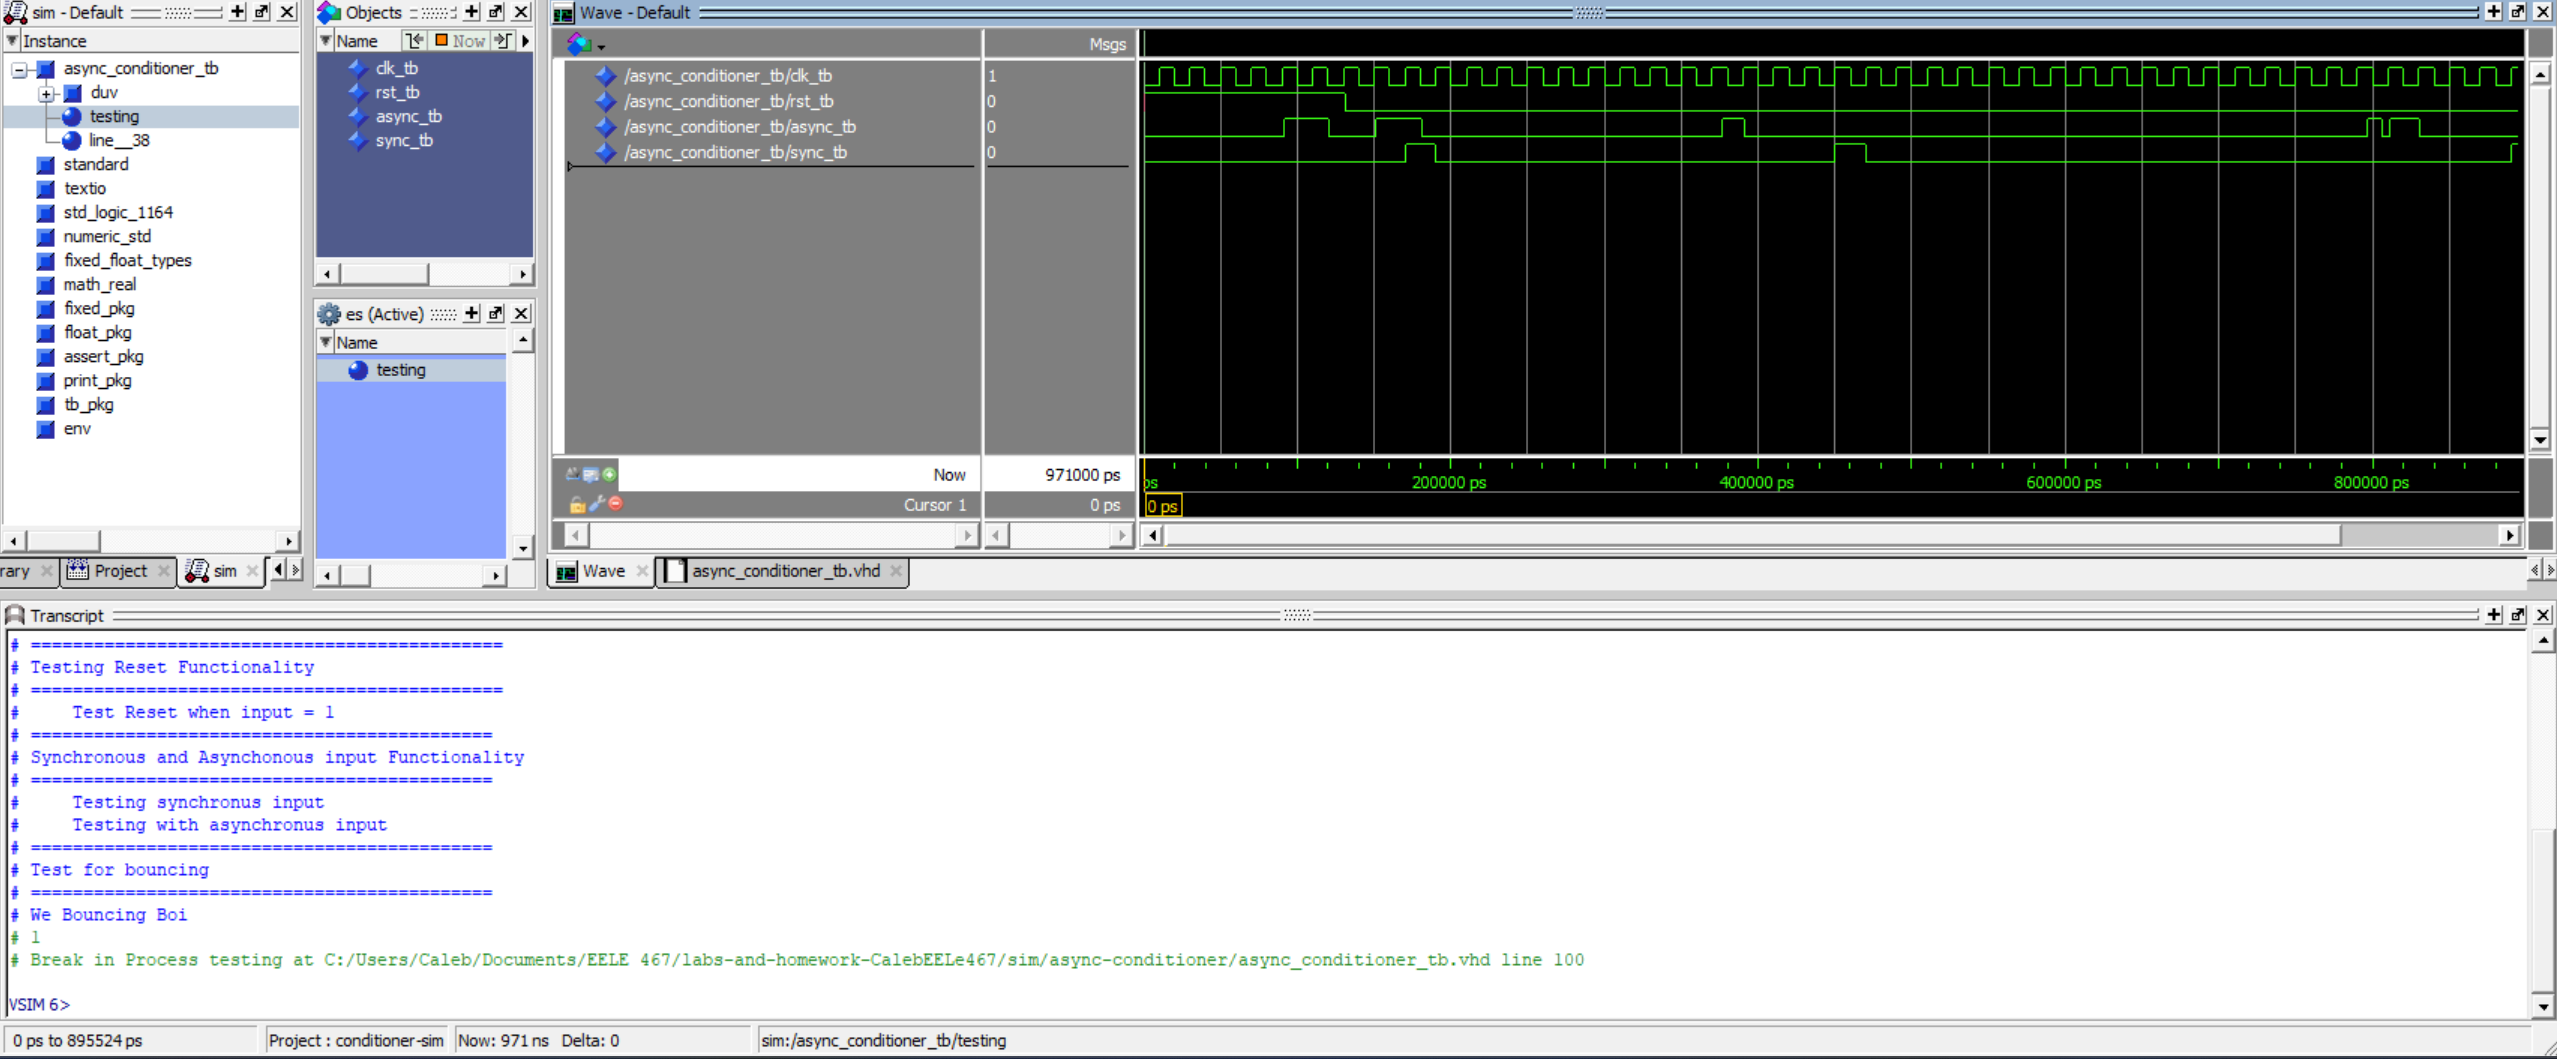 sim - Default
Instance
async_conditioner_tb
duv
testing
line__38
standard
textio
std_logic_1164
numeric_std
fixed_float_types
math_real
fixed_pkg
float_pkg
assert_pkg
print_pkg
tb_pkg
env
rary
Project
sim
Objects
Name
Now
clk_tb
rst_tb
async_tb
sync_tb
es (Active)
Name
testing
Wave - Default
Msgs
/async_conditioner_tb/clk_tb 1
/async_conditioner_tb/rst_tb 0
/async_conditioner_tb/async_tb 0
/async_conditioner_tb/sync_tb 0
Now 971000 ps
Cursor 1 0 ps
ps 200000 ps 400000 ps 600000 ps 800000 ps
0 ps
Wave
async_conditioner_tb.vhd
Transcript
# =============================================
# Testing Reset Functionality
# =============================================
#     Test Reset when input = 1
# ============================================
# Synchronous and Asynchonous input Functionality
# ============================================
#     Testing synchronus input
#     Testing with asynchronus input
# ============================================
# Test for bouncing
# ============================================
# We Bouncing Boi
# 1
# Break in Process testing at C:/Users/Caleb/Documents/EELE 467/labs-and-homework-CalebEELe467/sim/async-conditioner/async_conditioner_tb.vhd line 100
VSIM 6>
0 ps to 895524 ps
Project : conditioner-sim
Now: 971 ns Delta: 0
sim:/async_conditioner_tb/testing